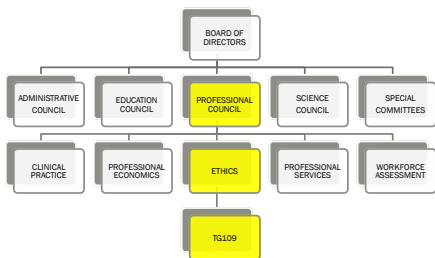 BOARD OF
DIRECTORS
ADMINISTRATIVE
COUNCIL
EDUCATION
COUNCIL
PROFESSIONAL
COUNCIL
SCIENCE
COUNCIL
SPECIAL
COMMITTEES
CLINICAL
PRACTICE
PROFESSIONAL
ECONOMICS
ETHICS
PROFESSIONAL
SERVICES
WORKFORCE
ASSESSMENT
TG109